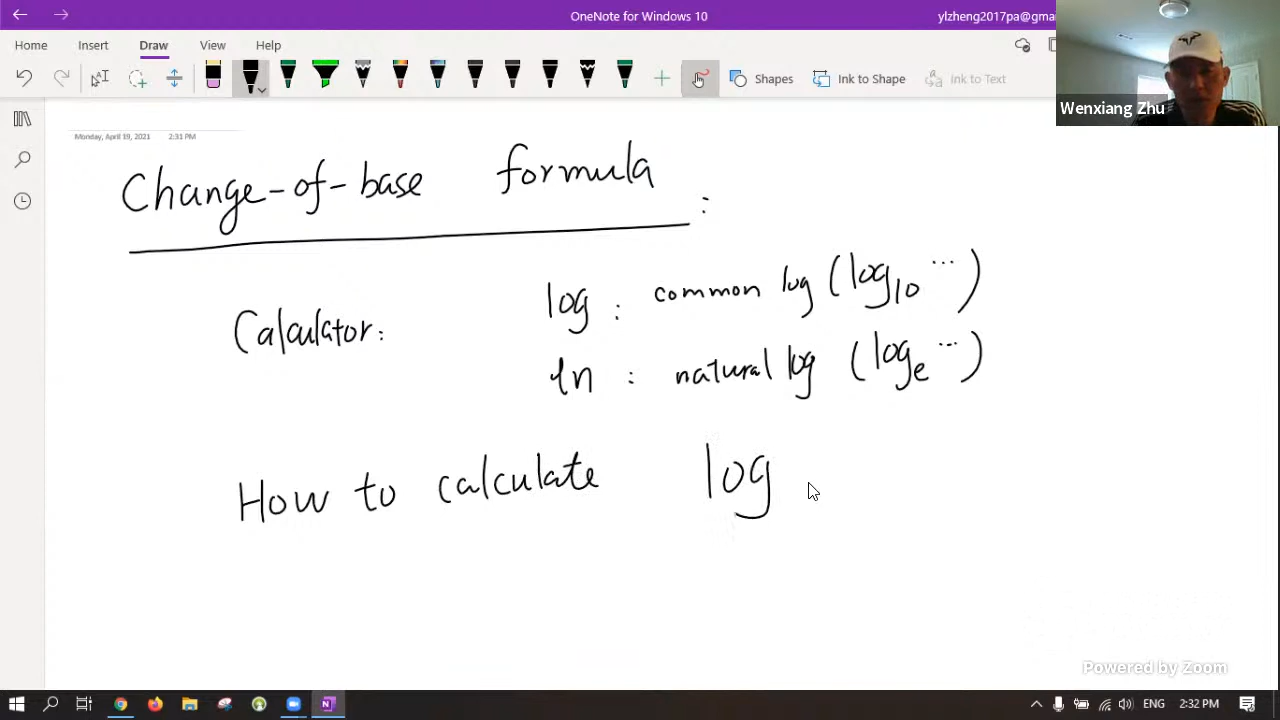 OneNote for Windows 10
ylzheng2017pa@gma
Home Insert Draw View Help
Shapes Ink to Shape Ink to Text
Wenxiang Zhu
Monday, April 19, 2021 2:31 PM
Change-of-base formula :
Calculator: log : common log (log₁₀ ...)
ln : natural log (logₑ ...)
How to calculate log
Powered by Zoom
ENG 2:32 PM